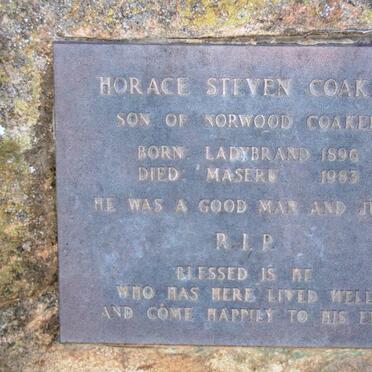 HORACE STEVEN COAK
SON OF NORWOOD COAKE
BORN LADYBRAND 1896
DIED MASERU 1983
HE WAS A GOOD MAN AND JU
R.I.P.
BLESSED IS HE
WHO HAS HERE LIVED WELL
AND COME HAPPILY TO HIS E